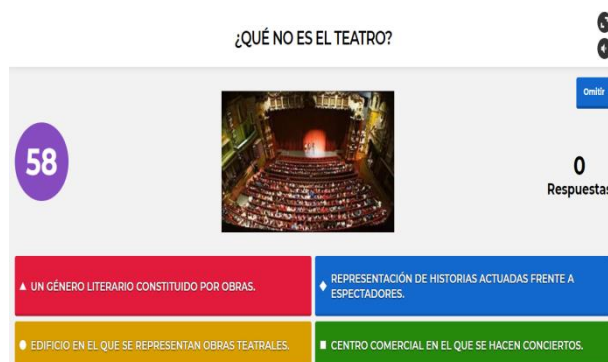 ¿QUÉ NO ES EL TEATRO?
Omitir
58
0
Respuestas
UN GÉNERO LITERARIO CONSTITUIDO POR OBRAS.
REPRESENTACIÓN DE HISTORIAS ACTUADAS FRENTE A
ESPECTADORES.
EDIFICIO EN EL QUE SE REPRESENTAN OBRAS TEATRALES.
CENTRO COMERCIAL EN EL QUE SE HACEN CONCIERTOS.